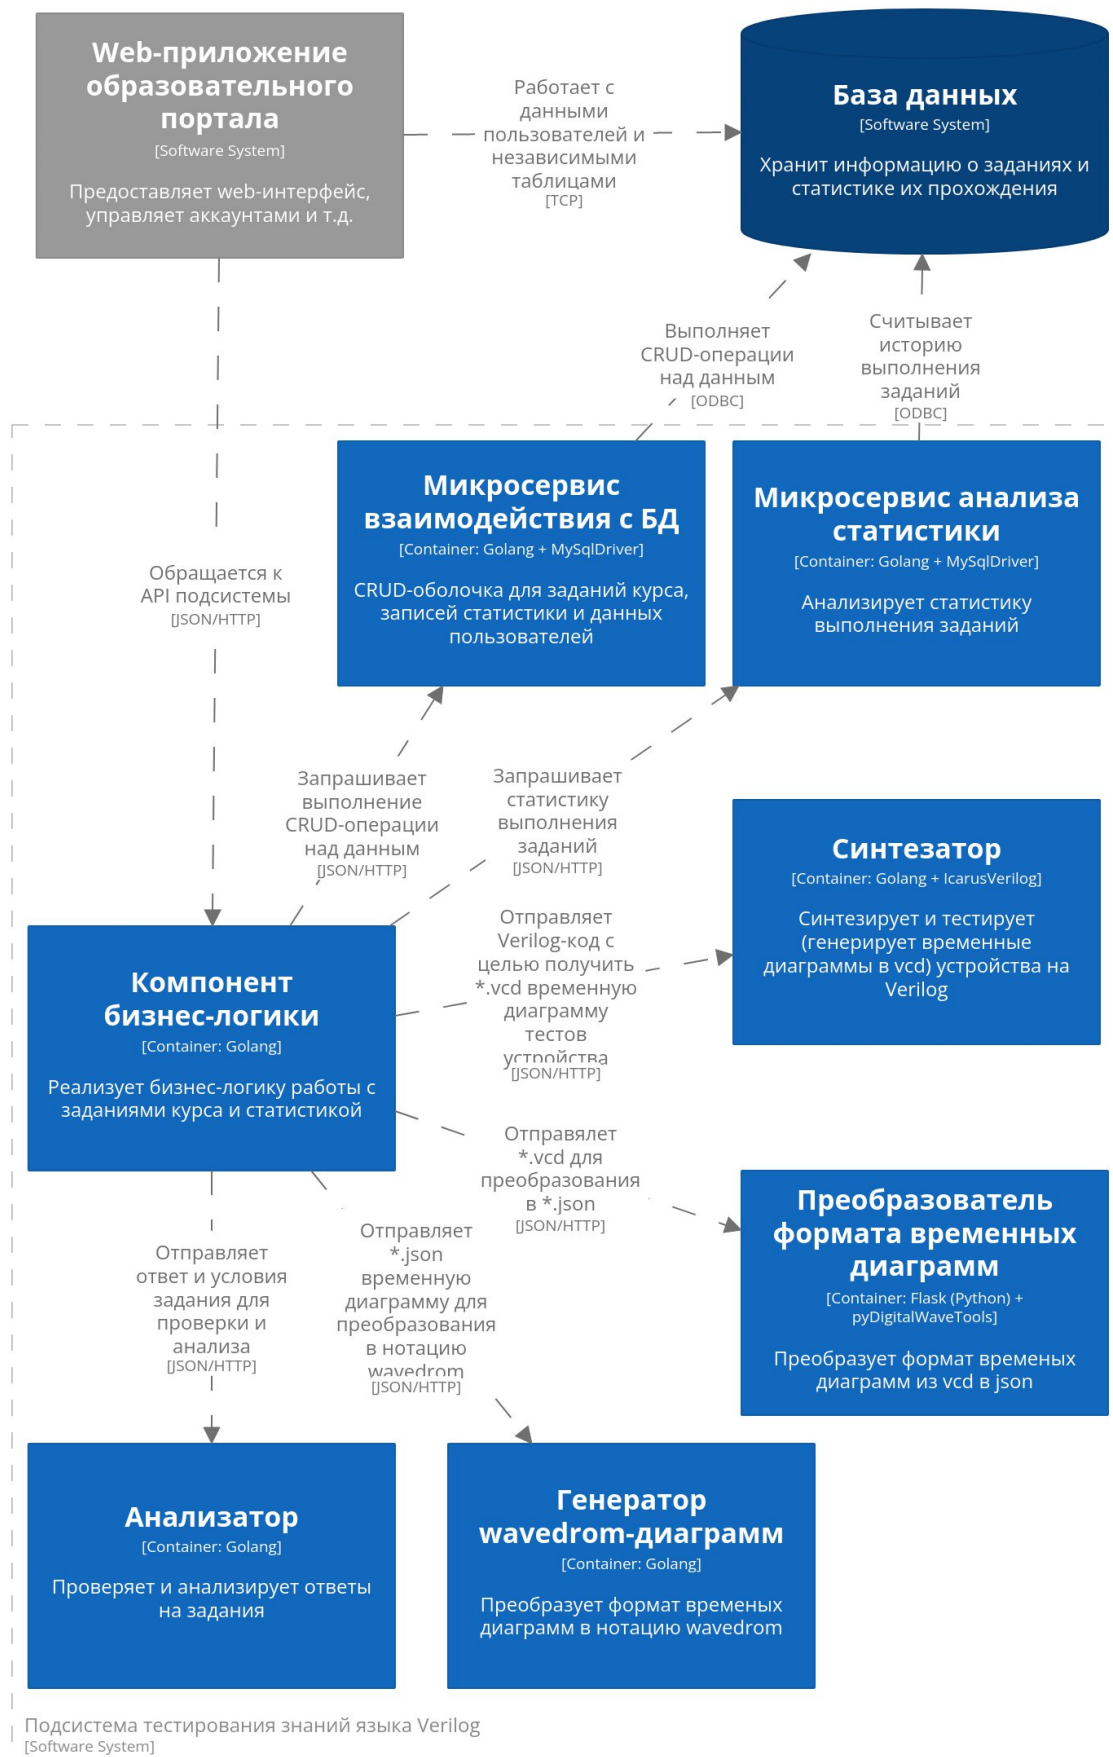 Web-приложение
образовательного
портала
[Software System]
Предоставляет web-интерфейс,
управляет аккаунтами и т.д.
Работает с
данными
пользователей и
независимыми
таблицами
[TCP]
База данных
[Software System]
Хранит информацию о заданиях и
статистике их прохождения
Выполняет
CRUD-операции
над данным
[ODBC]
Считывает
историю
выполнения
заданий
[ODBC]
Микросервис
взаимодействия с БД
[Container: Golang + MySqlDriver]
CRUD-оболочка для заданий курса,
записей статистики и данных
пользователей
Микросервис анализа
статистики
[Container: Golang + MySqlDriver]
Анализирует статистику
выполнения заданий
Обращается к
API подсистемы
[JSON/HTTP]
Запрашивает
выполнение
CRUD-операции
над данным
[JSON/HTTP]
Запрашивает
статистику
выполнения
заданий
[JSON/HTTP]
Синтезатор
[Container: Golang + IcarusVerilog]
Синтезирует и тестирует
(генерирует временные
диаграммы в vcd) устройства на
Verilog
Отправляет
Verilog-код с
целью получить
*.vcd временную
диаграмму
тестов
устройства
[JSON/HTTP]
Компонент
бизнес-логики
[Container: Golang]
Реализует бизнес-логику работы с
заданиями курса и статистикой
Отправялет
*.vcd для
преобразования
в *.json
[JSON/HTTP]
Преобразователь
формата временных
диаграмм
[Container: Flask (Python) +
pyDigitalWaveTools]
Преобразует формат временых
диаграмм из vcd в json
Отправляет
ответ и условия
задания для
проверки и
анализа
[JSON/HTTP]
Отправляет
*.json
временную
диаграмму для
преобразования
в нотацию
wavedrom
[JSON/HTTP]
Анализатор
[Container: Golang]
Проверяет и анализирует ответы
на задания
Генератор
wavedrom-диаграмм
[Container: Golang]
Преобразует формат временых
диаграмм в нотацию wavedrom
Подсистема тестирования знаний языка Verilog
[Software System]